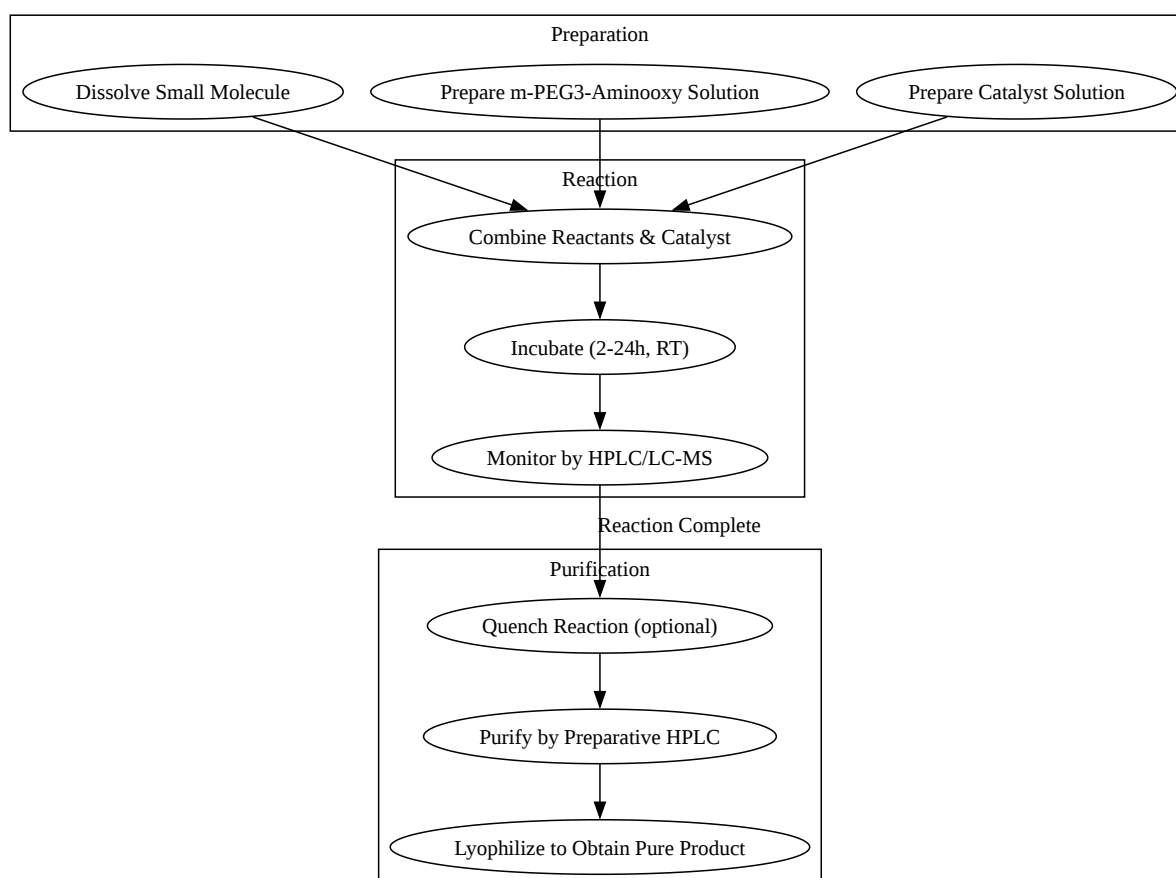 Preparation
Dissolve Small Molecule
Prepare m-PEG3-Aminooxy Solution
Prepare Catalyst Solution
Reaction
Combine Reactants & Catalyst
Incubate (2-24h, RT)
Monitor by HPLC/LC-MS
Reaction Complete
Purification
Quench Reaction (optional)
Purify by Preparative HPLC
Lyophilize to Obtain Pure Product